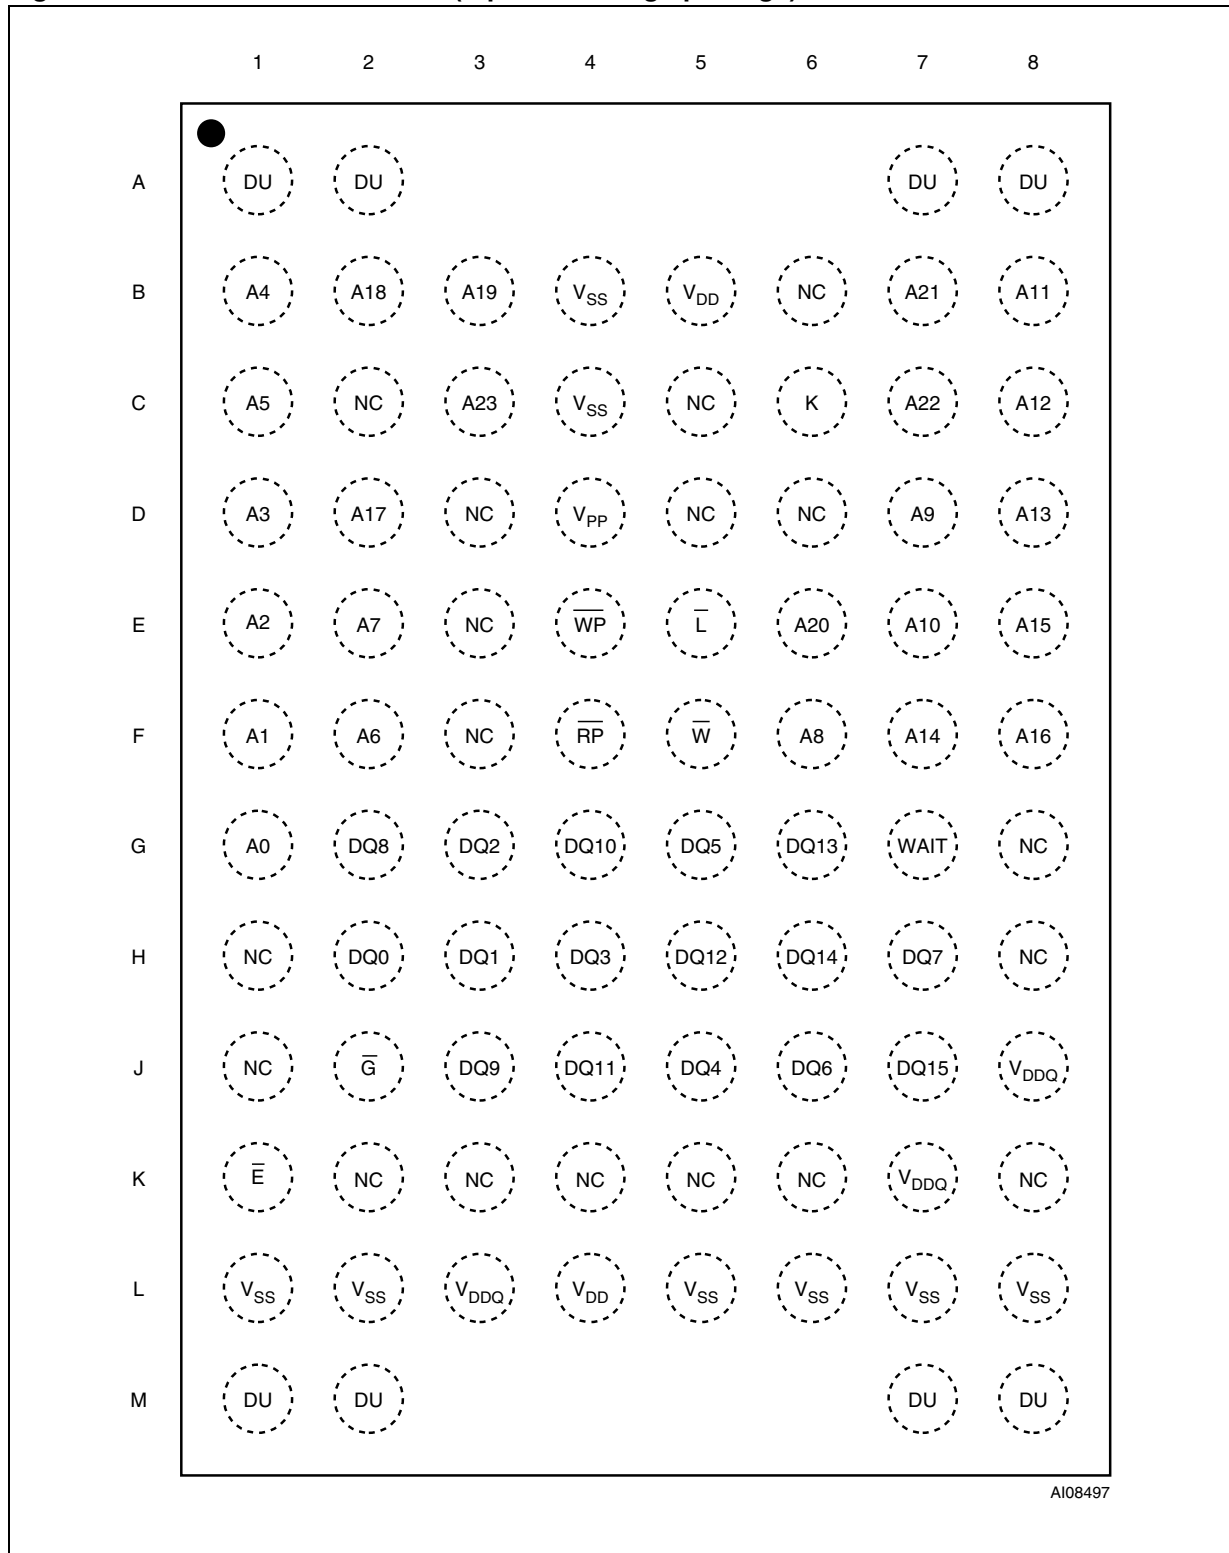 1 2 3 4 5 6 7 8
A DU DU DU DU
B A4 A18 A19 VSS VDD NC A21 A11
C A5 NC A23 VSS NC K A22 A12
D A3 A17 NC VPP NC NC A9 A13
E A2 A7 NC W̅P̅ L̅ A20 A10 A15
F A1 A6 NC R̅P̅ W̅ A8 A14 A16
G A0 DQ8 DQ2 DQ10 DQ5 DQ13 WAIT NC
H NC DQ0 DQ1 DQ3 DQ12 DQ14 DQ7 NC
J NC G̅ DQ9 DQ11 DQ4 DQ6 DQ15 VDDQ
K E̅ NC NC NC NC NC VDDQ NC
L VSS VSS VDDQ VDD VSS VSS VSS VSS
M DU DU DU DU
AI08497